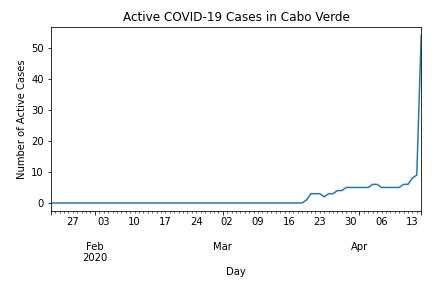 Active COVID-19 Cases in Cabo Verde
Number of Active Cases
50
40
30
20
10
0
27 03 10 17 24 02 09 16 23 30 06 13
Feb Mar Apr
2020
Day